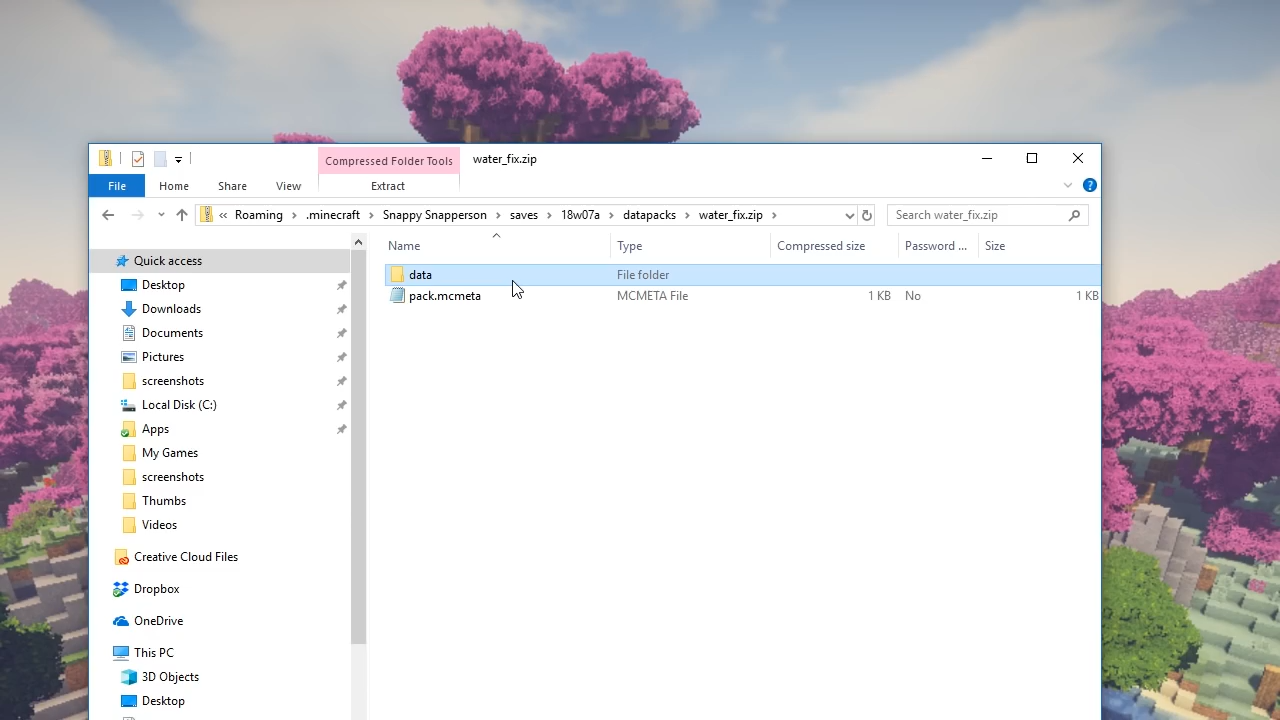 Compressed Folder Tools water_fix.zip
File Home Share View Extract
« Roaming .minecraft Snappy Snapperson saves 18w07a datapacks water_fix.zip Search water_fix.zip
Name Type Compressed size Password ... Size
Quick access
Desktop
Downloads
Documents
Pictures
screenshots
Local Disk (C:)
Apps
My Games
screenshots
Thumbs
Videos
Creative Cloud Files
Dropbox
OneDrive
This PC
3D Objects
Desktop
data File folder
pack.mcmeta MCMETA File 1 KB No 1 KB